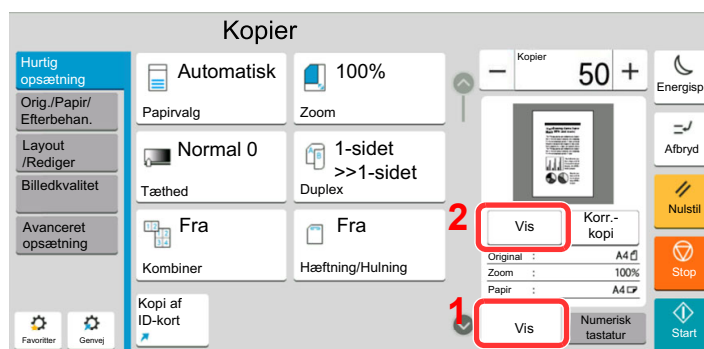 Kopier
Hurtig
opsætning
Orig./Papir/
Efterbehan.
Layout
/Rediger
Billedkvalitet
Avanceret
opsætning
Favoritter
Genvej
Automatisk
Papirvalg
100%
Zoom
Normal 0
Tæthed
1-sidet
>>1-sidet
Duplex
Fra
Kombiner
Fra
Hæftning/Hulning
Kopi af
ID-kort
Kopier
− 50 +
2
Vis
Korr.-
kopi
Original : A4
Zoom : 100%
Papir : A4
1
Vis
Numerisk
tastatur
Energisp
Afbryd
Nulstil
Stop
Start